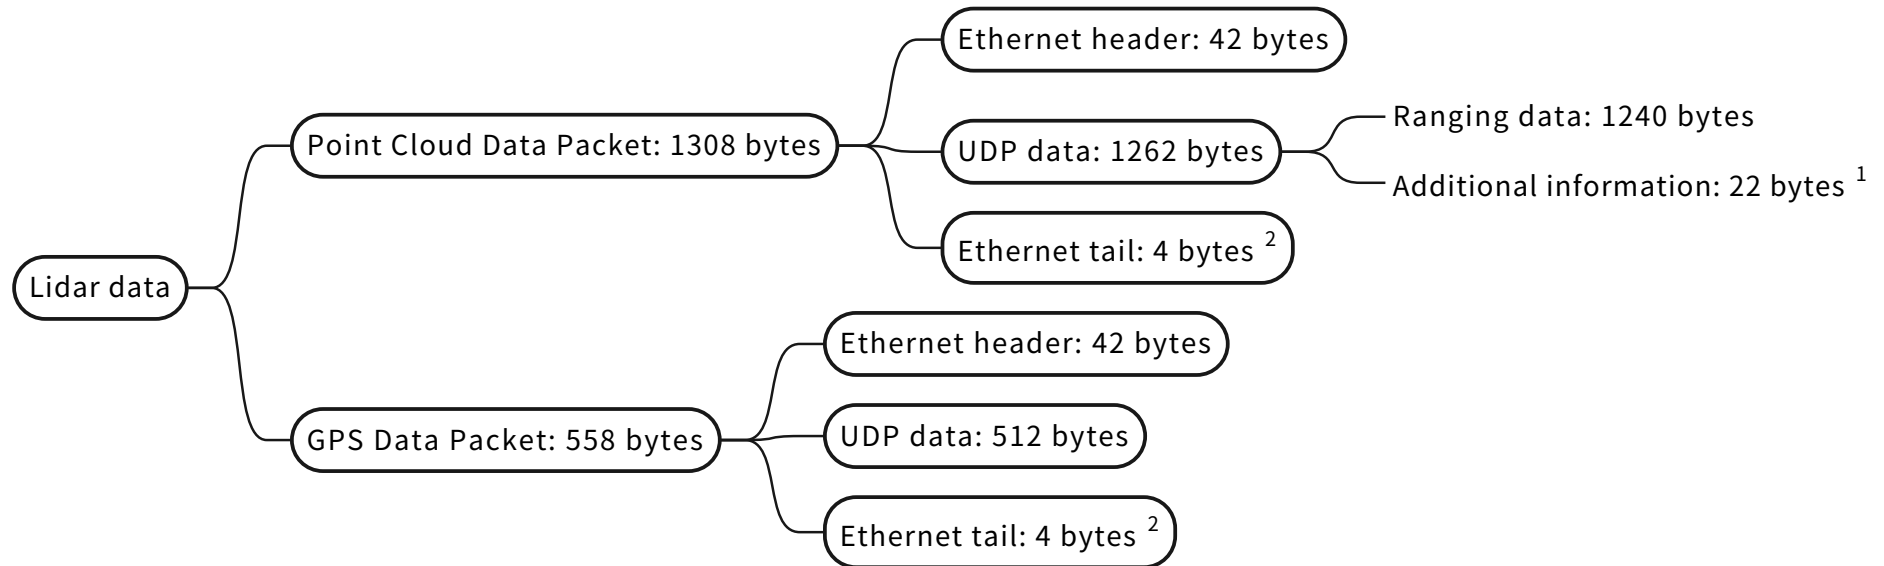 Lidar data
Point Cloud Data Packet: 1308 bytes
Ethernet header: 42 bytes
UDP data: 1262 bytes
Ranging data: 1240 bytes
Additional information: 22 bytes 1
Ethernet tail: 4 bytes 2
GPS Data Packet: 558 bytes
Ethernet header: 42 bytes
UDP data: 512 bytes
Ethernet tail: 4 bytes 2